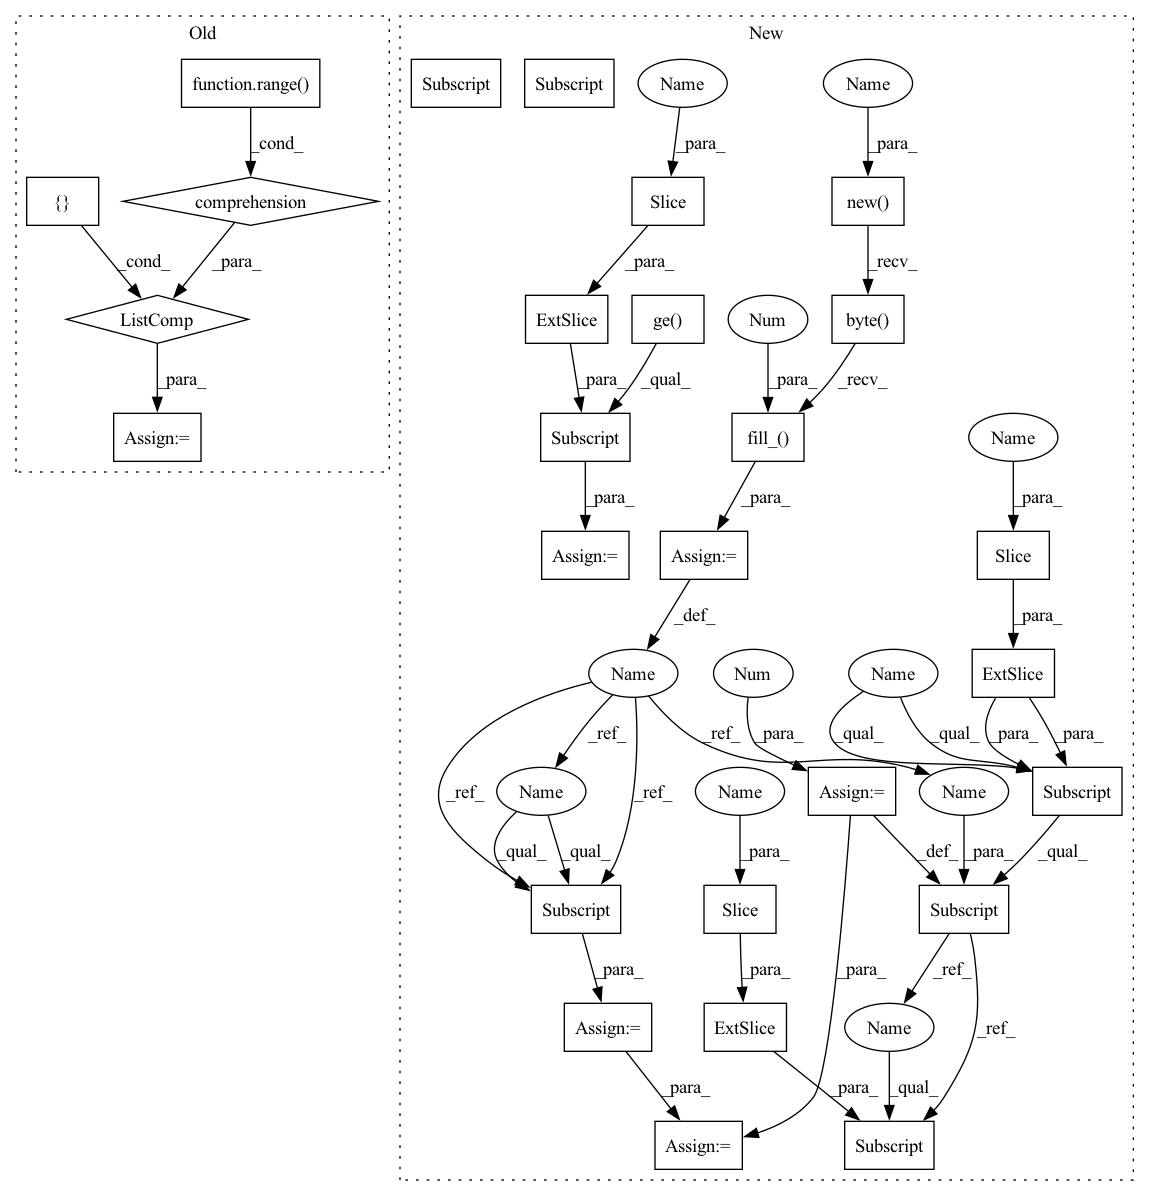 Old
New
function.range()
Subscript
Subscript
Name
Name
_cond_
_para_
_para_
{}
comprehension
Slice
new()
_cond_
_para_
_para_
_recv_
ListComp
ExtSlice
ge()
Num
byte()
_para_
_para_
_qual_
_para_
_recv_
Assign:=
Subscript
fill_()
Name
_para_
_para_
_para_
Assign:=
Assign:=
Slice
_def_
_para_
Name
Num
Name
ExtSlice
_ref_
_ref_
_ref_
_ref_
_para_
_qual_
_qual_
_para_
_para_
Name
Name
Assign:=
Name
Subscript
_qual_
_qual_
_para_
_def_
_para_
_qual_
Subscript
Slice
Subscript
_para_
_para_
_para_
_ref_
_ref_
Assign:=
ExtSlice
Name
_para_
_para_
_qual_
Assign:=
Subscript